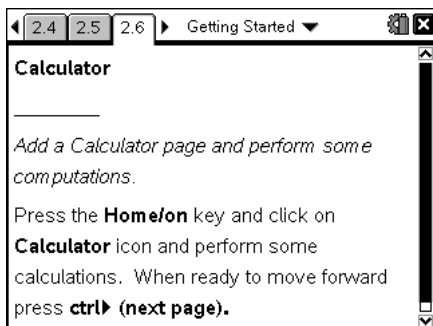 2.4 2.5 2.6 Getting Started
Calculator
Add a Calculator page and perform some
computations.
Press the Home/on key and click on
Calculator icon and perform some
calculations.  When ready to move forward
press ctrl▶ (next page).